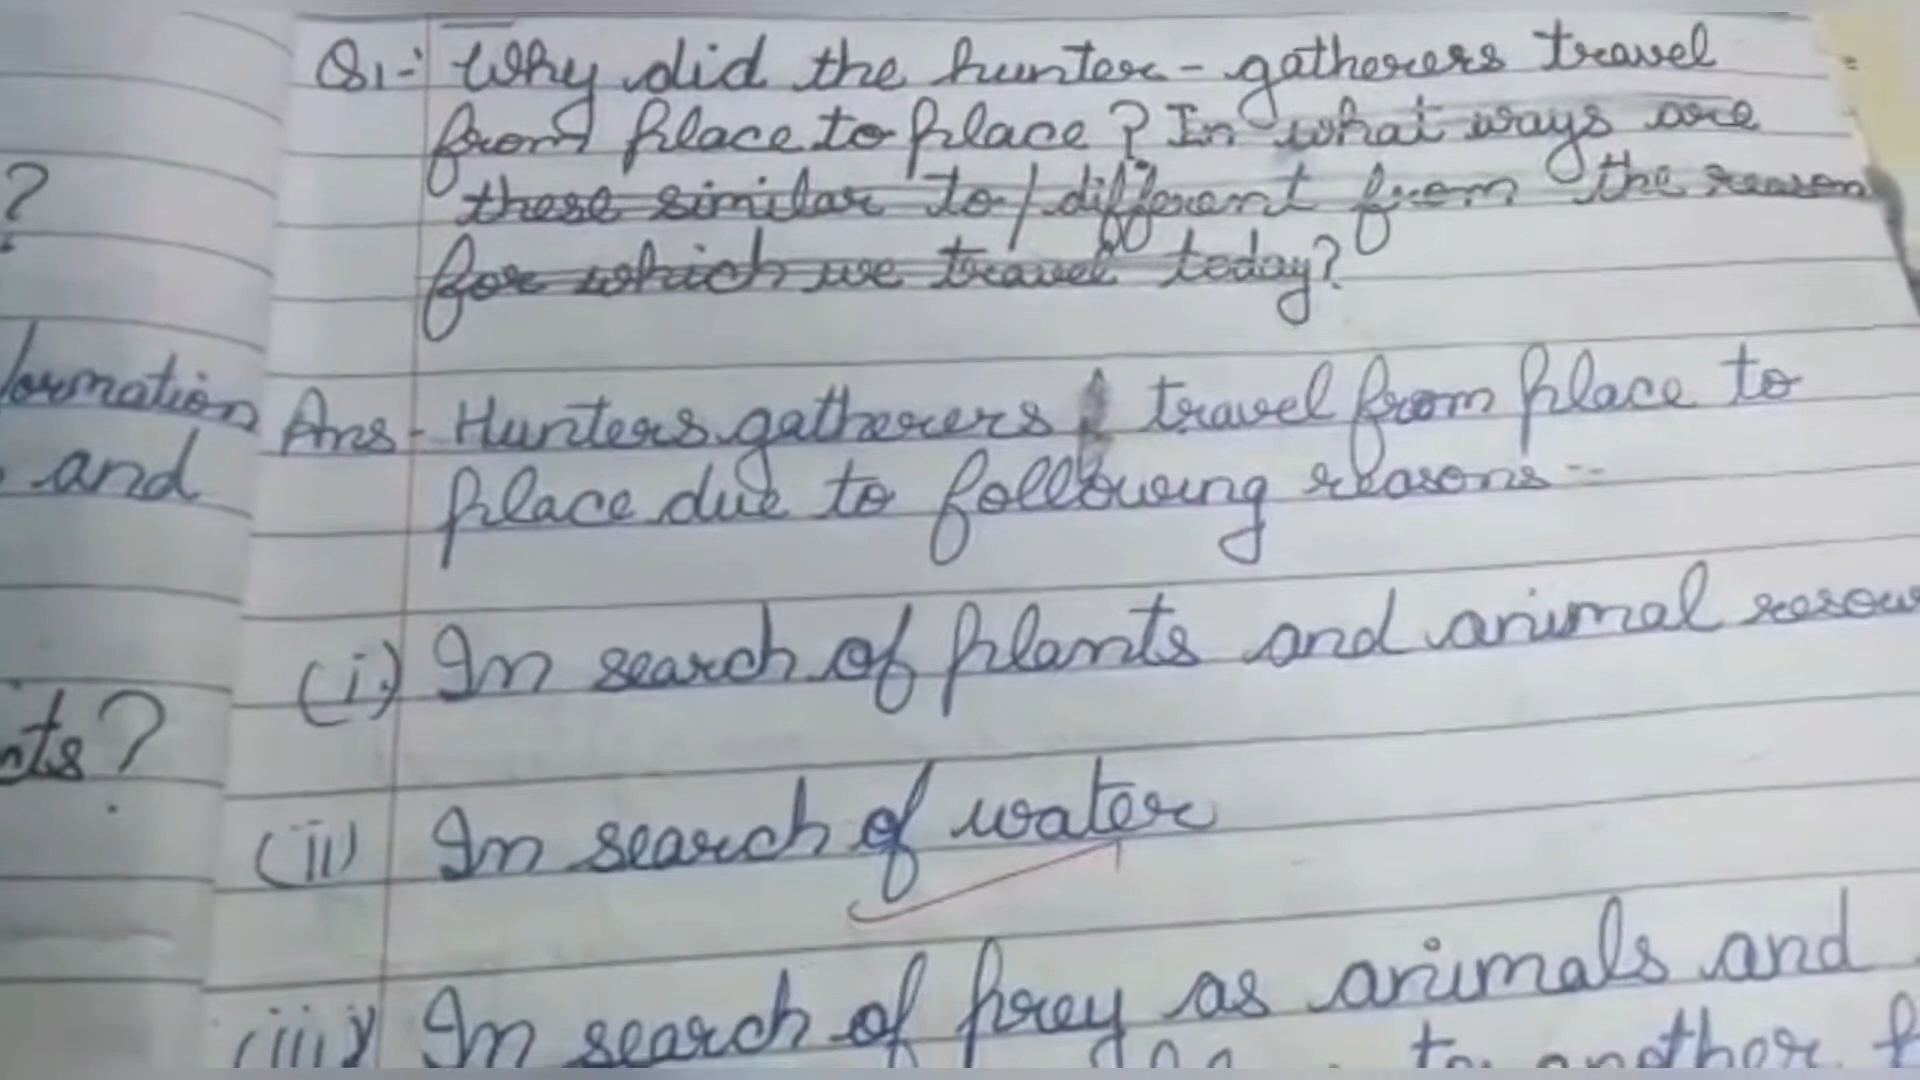 ?
formation
and
nts?
Q1-: Why did the hunter-gatherers travel
from place to place? In what ways are
these similar to/different from the reason
for which we travel today?
Ans- Hunters gatherers travel from place to
place due to following reasons:-
(i) In search of plants and animal resou
(ii) In search of water
(iii) In search of prey as animals and
to another